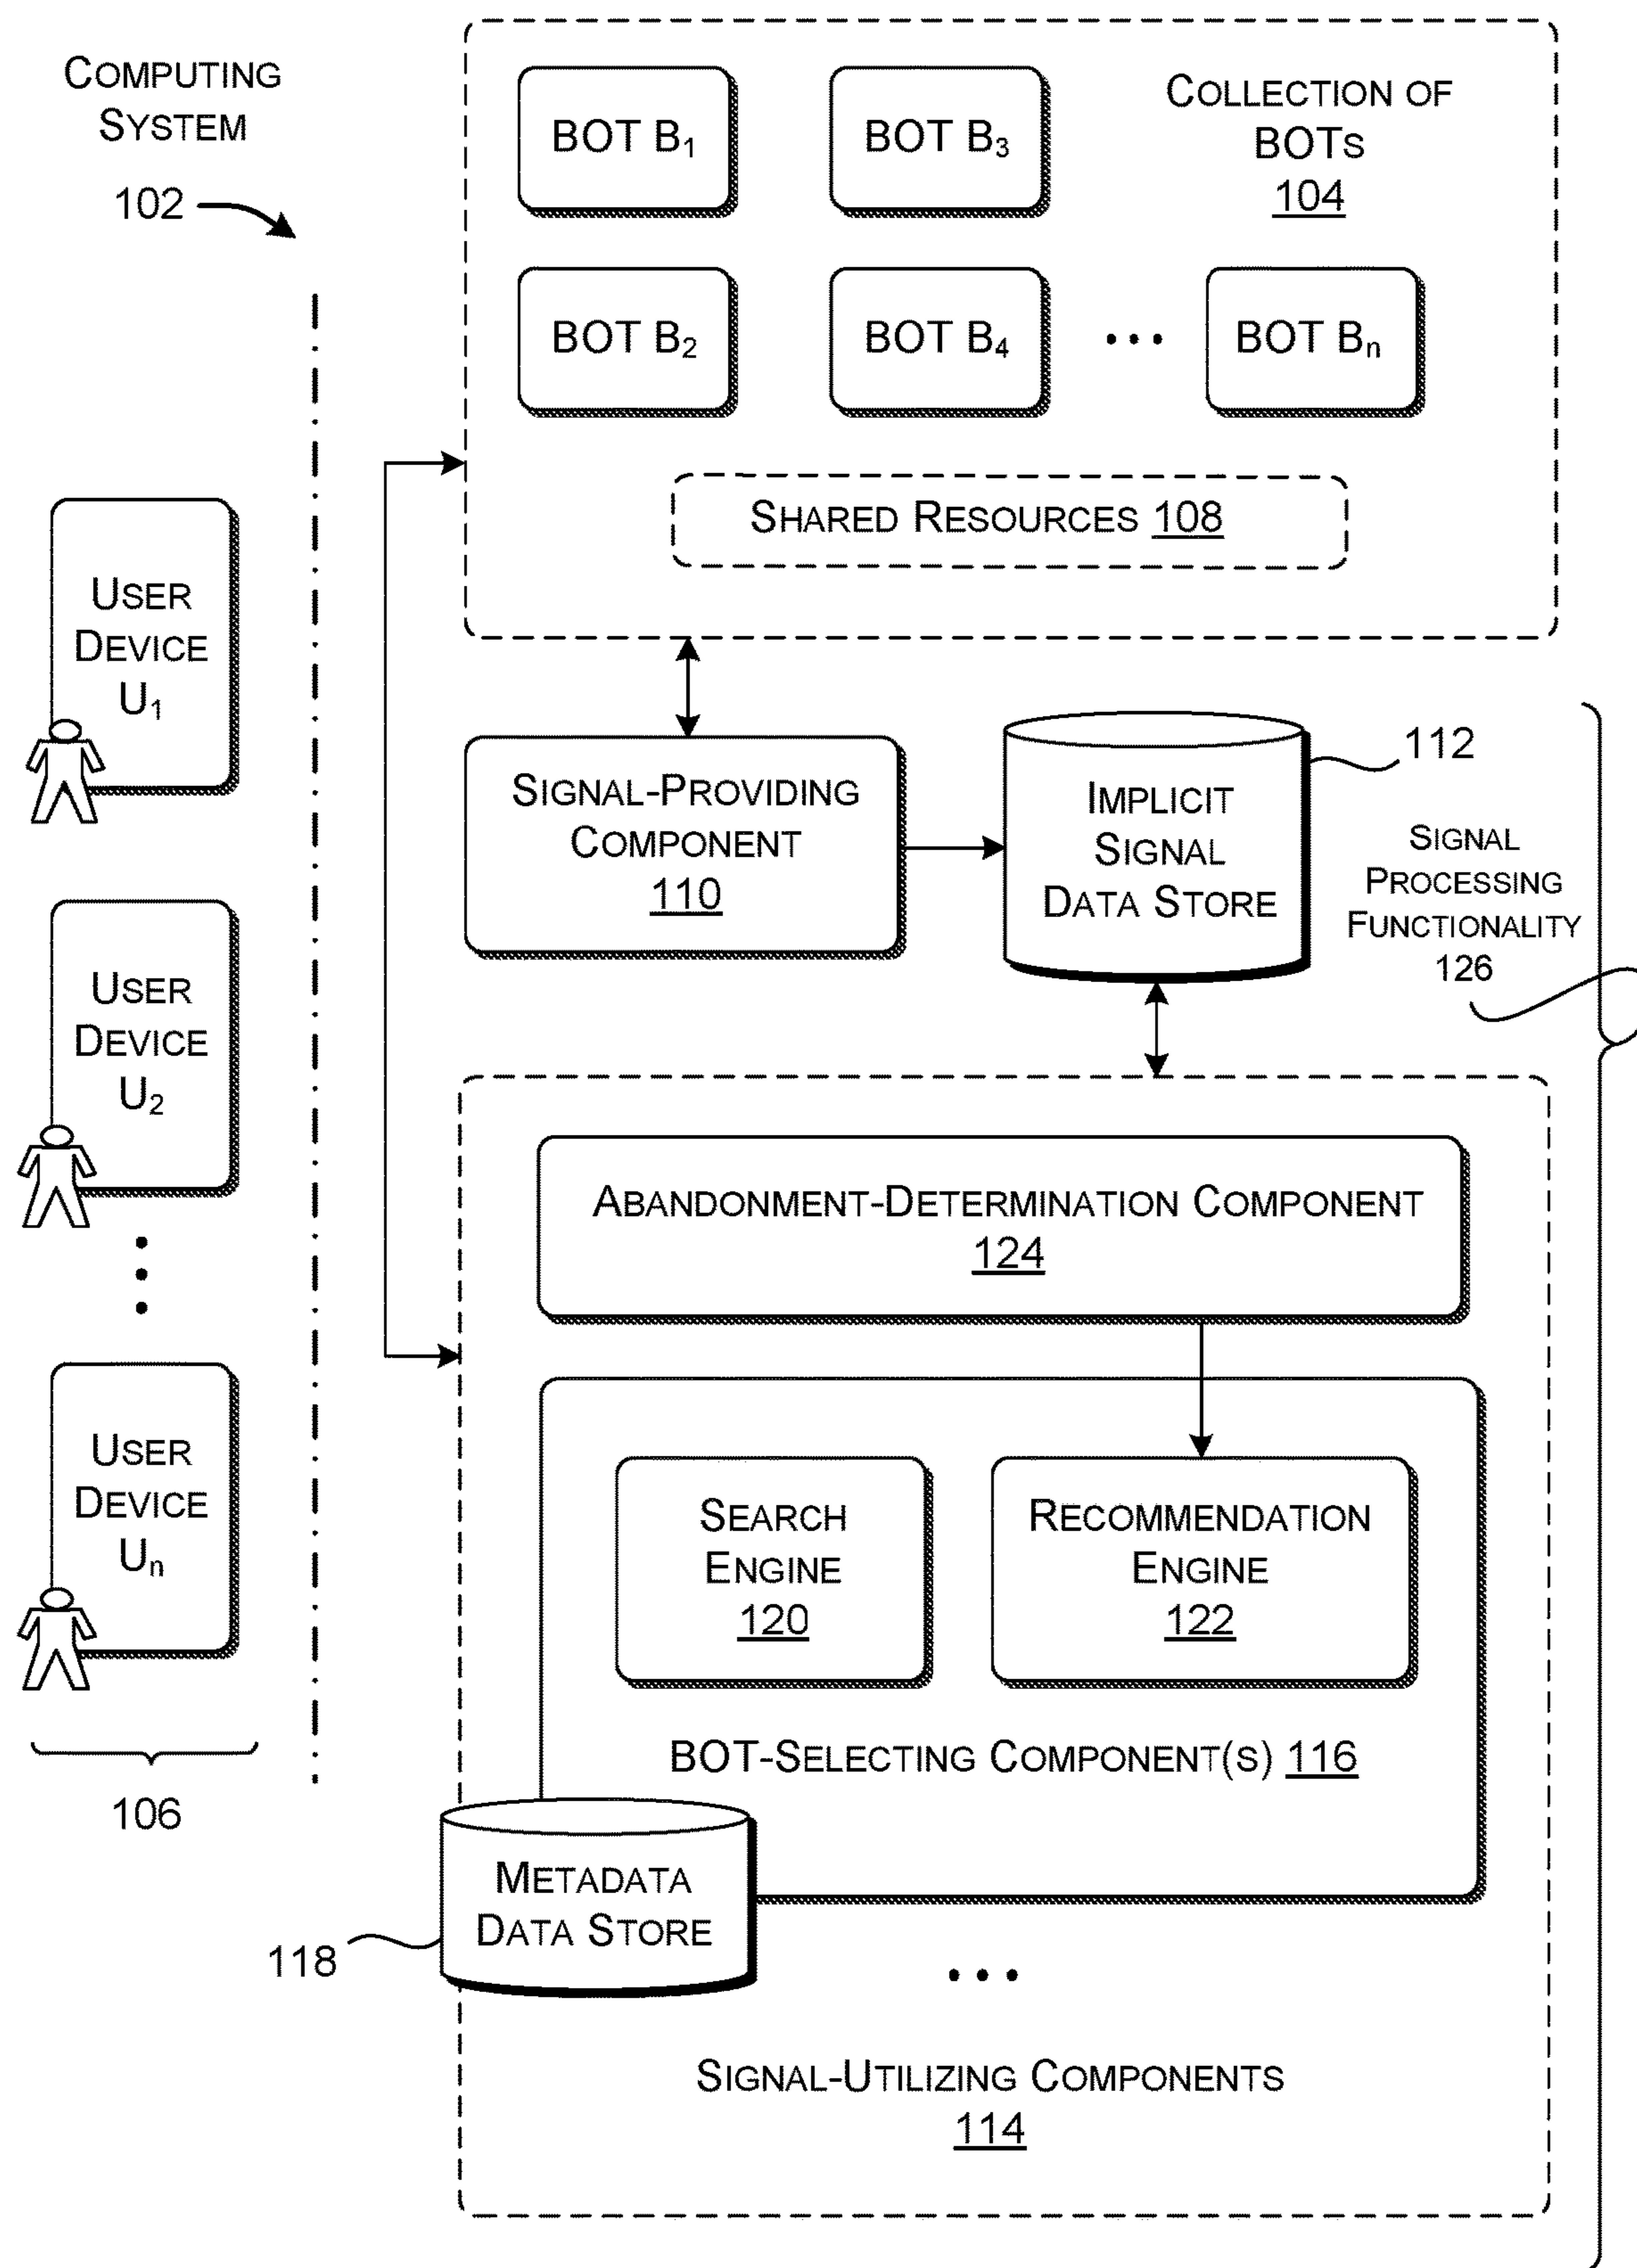 COMPUTING
SYSTEM
102
BOT B1
BOT B3
COLLECTION OF
BOTS
104
BOT B2
BOT B4
BOT Bn
SHARED RESOURCES 108
USER
DEVICE
U1
USER
DEVICE
U2
USER
DEVICE
Un
106
SIGNAL-PROVIDING
COMPONENT
110
IMPLICIT
SIGNAL
DATA STORE
112
SIGNAL
PROCESSING
FUNCTIONALITY
126
ABANDONMENT-DETERMINATION COMPONENT
124
SEARCH
ENGINE
120
RECOMMENDATION
ENGINE
122
BOT-SELECTING COMPONENT(S) 116
METADATA
DATA STORE
118
SIGNAL-UTILIZING COMPONENTS
114